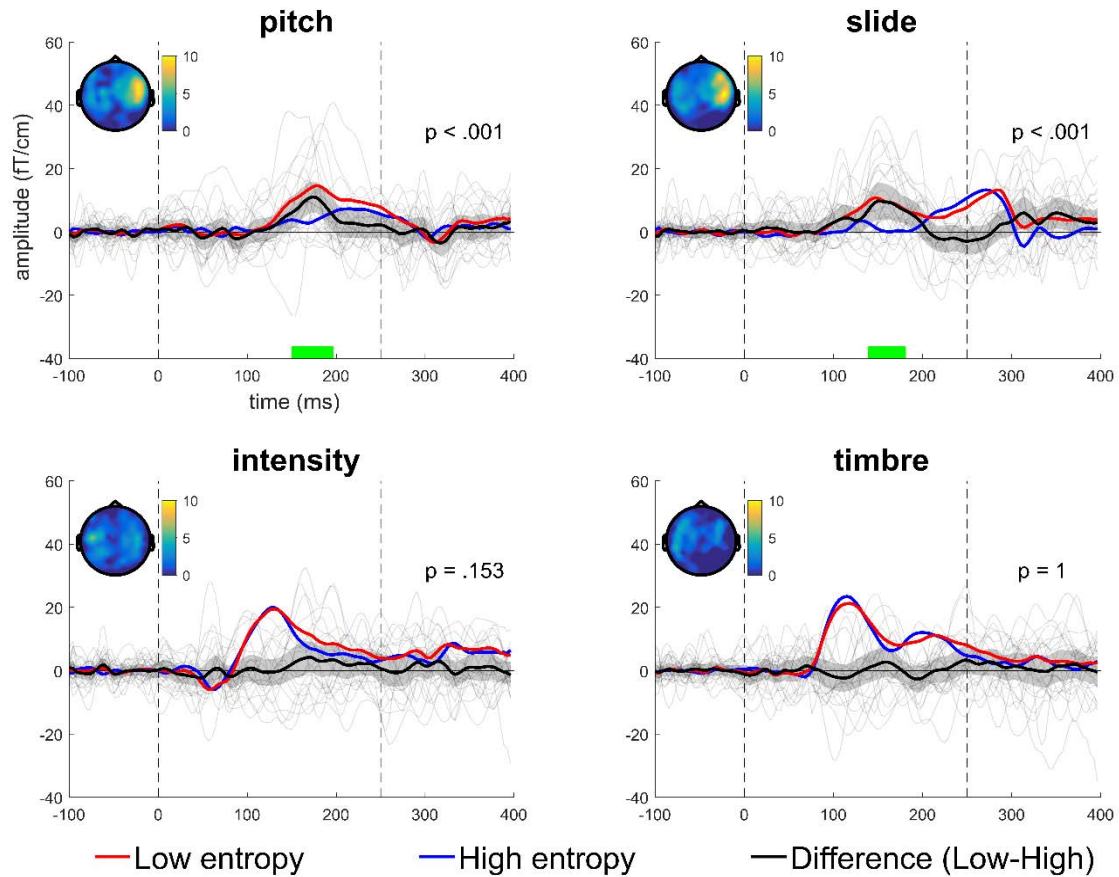 pitch
60
40
20
0
-20
-40
amplitude (fT/cm)
10
5
0
p < .001
-100 0 100 200 300 400
time (ms)
slide
60
40
20
0
-20
-40
10
5
0
p < .001
-100 0 100 200 300 400
intensity
60
40
20
0
-20
-40
10
5
0
p = .153
-100 0 100 200 300 400
timbre
60
40
20
0
-20
-40
10
5
0
p = 1
-100 0 100 200 300 400
Low entropy High entropy Difference (Low-High)